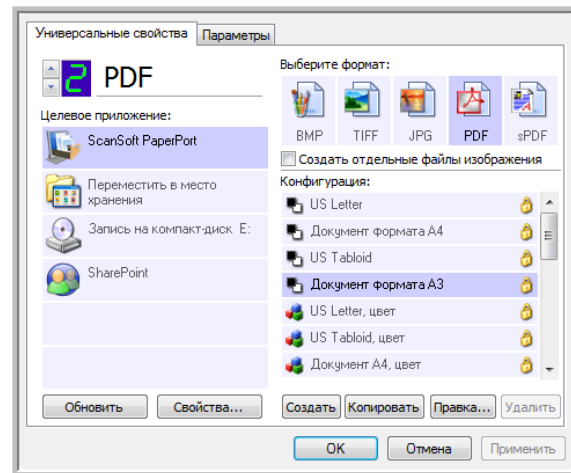 Универсальные свойства
Параметры
2 PDF
Целевое приложение:
ScanSoft PaperPort
Переместить в место
хранения
Запись на компакт-диск E:
SharePoint
Обновить
Свойства...
Выберите формат:
BMP
TIFF
JPG
PDF
sPDF
Создать отдельные файлы изображения
Конфигурация:
US Letter
Документ формата A4
US Tabloid
Документ формата A3
US Letter, цвет
US Tabloid, цвет
Документ A4, цвет
Создать
Копировать
Правка...
Удалить
OK
Отмена
Применить